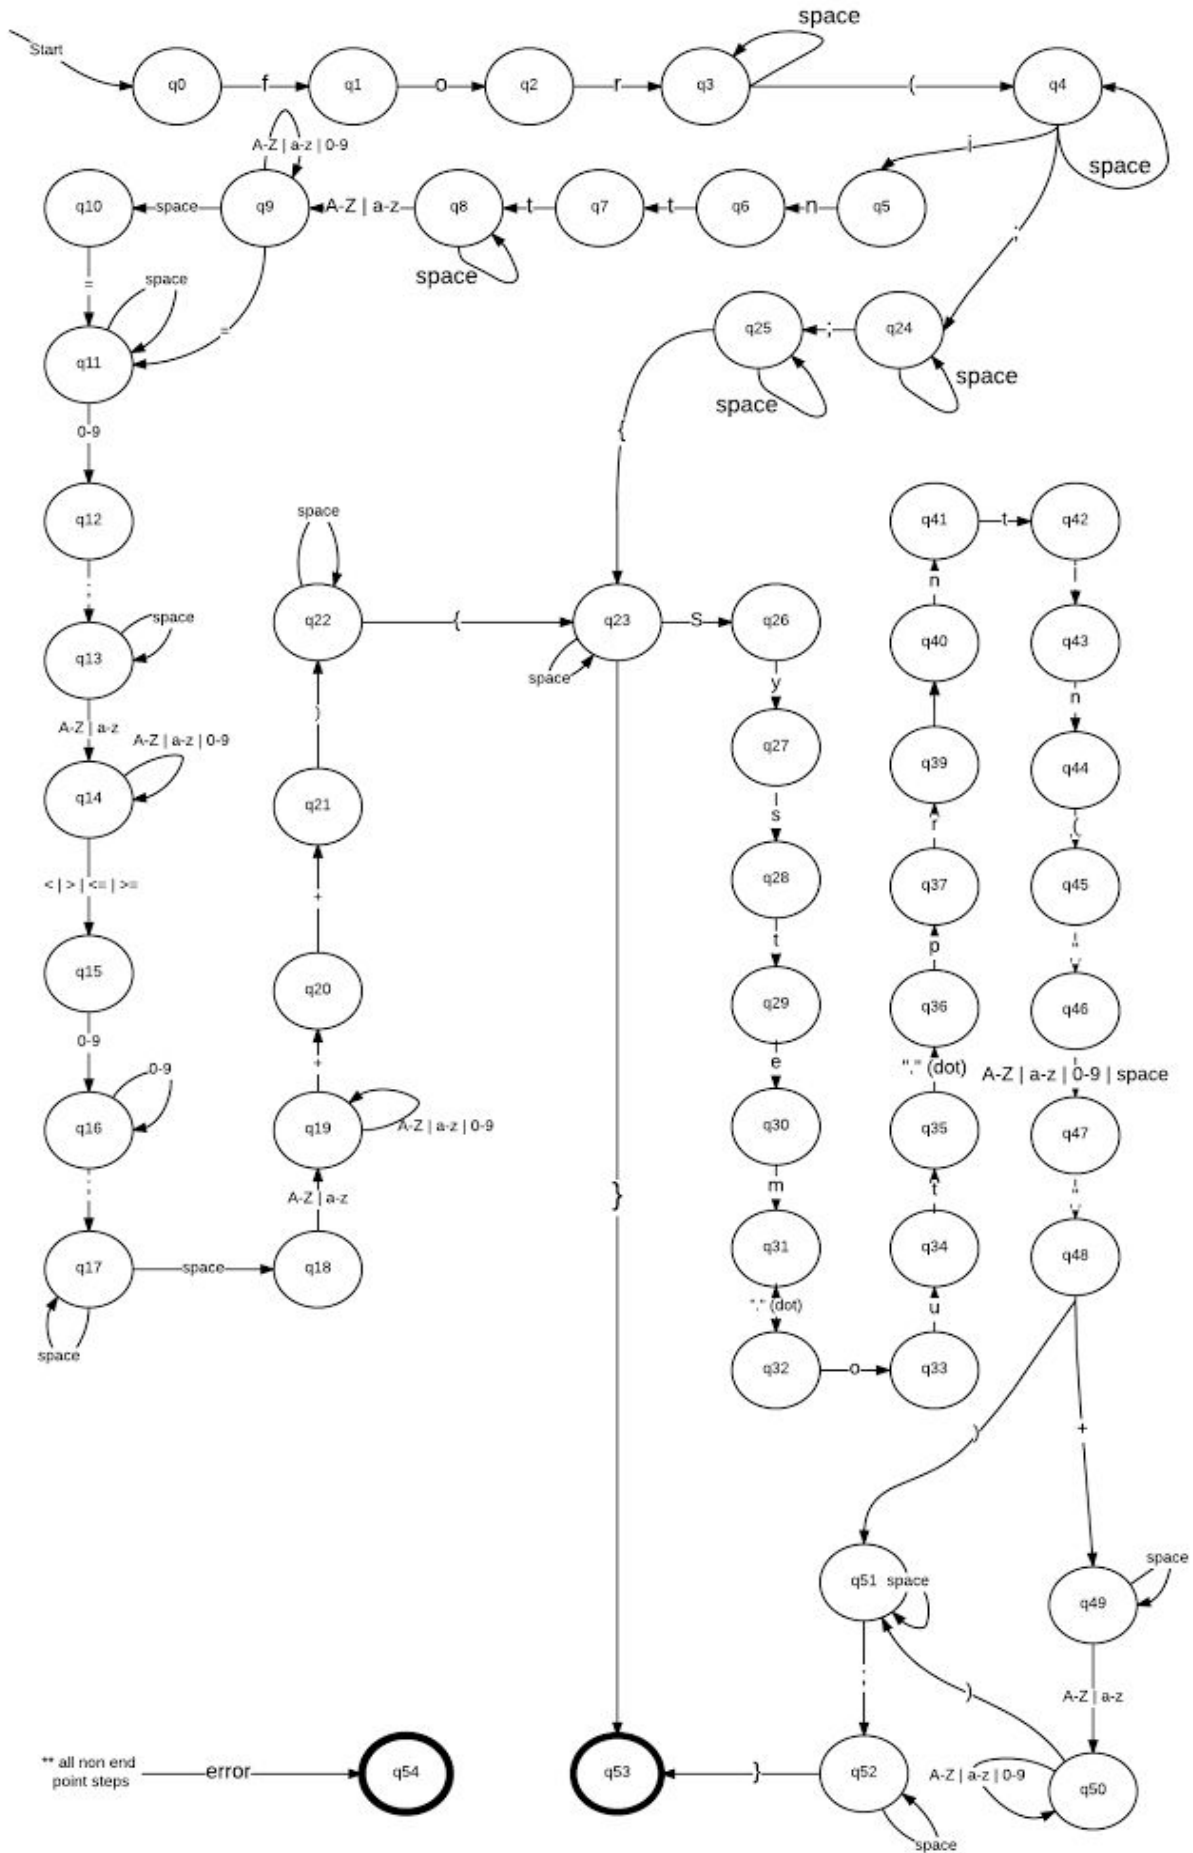 space
Start
q0
f
q1
o
q2
r
q3
(
q4
A-Z | a-z | 0-9
i
space
q10
space
q9
A-Z | a-z
q8
t
q7
t
q6
n
q5
space
;
=
space
q25
;
q24
=
q11
space
space
0-9
{
q12
space
q41
t
q42
;
i
space
n
q13
q22
{
q23
S
q26
q40
q43
space
A-Z | a-z
y
n
A-Z | a-z | 0-9
)
q27
q39
q44
q14
q21
s
r
(
< | > | <= | >=
q28
q37
q45
+
t
p
"
q15
q20
q29
q36
q46
0-9
+
e
"." (dot)
A-Z | a-z | 0-9 | space
0-9
q16
q19
A-Z | a-z | 0-9
q30
q35
q47
;
A-Z | a-z
}
m
t
"
q17
space
q18
q31
q34
q48
"." (dot)
u
space
q32
o
q33
)
+
space
q51
space
q49
;
)
A-Z | a-z
** all non end
point steps
error
q54
q53
}
q52
A-Z | a-z | 0-9
q50
space